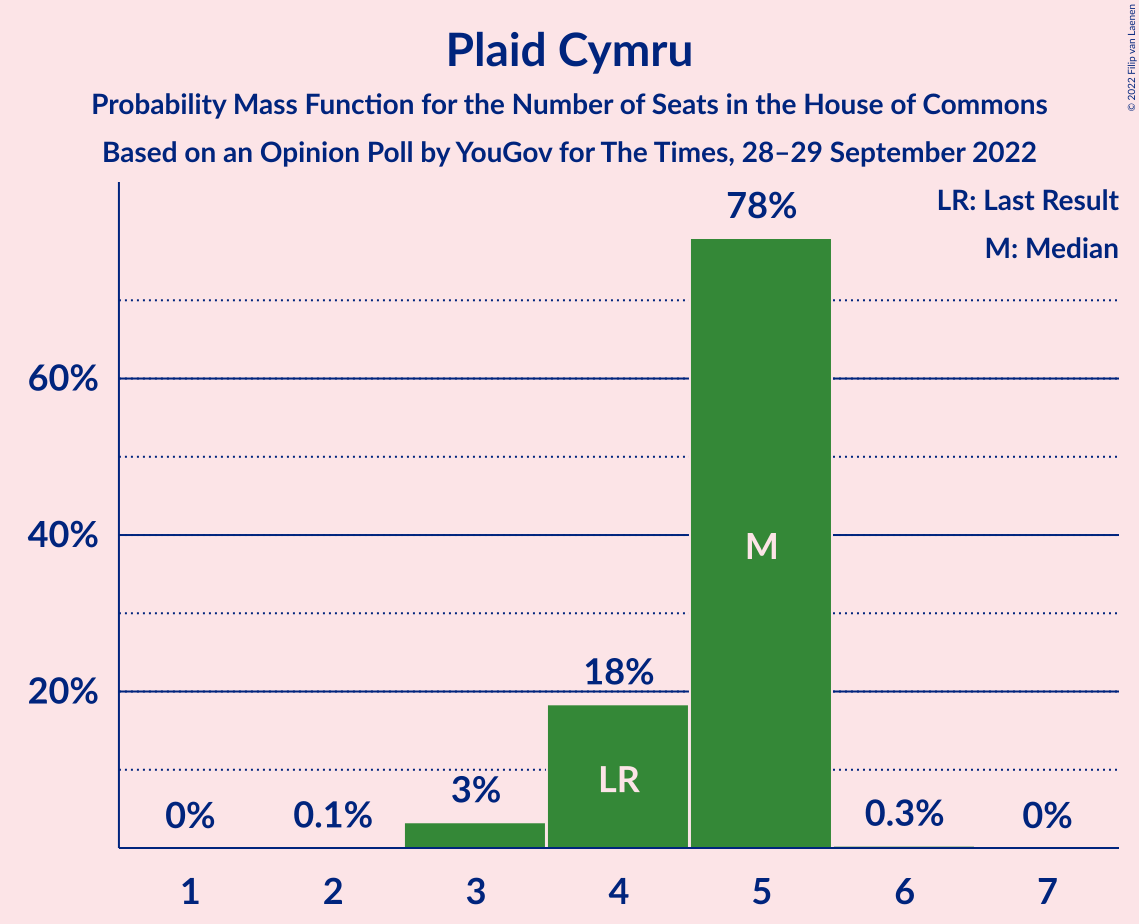 Plaid Cymru
Probability Mass Function for the Number of Seats in the House of Commons
Based on an Opinion Poll by YouGov for The Times, 28–29 September 2022
© 2022 Filip van Laenen
LR: Last Result
M: Median
60%
40%
20%
0%
0.1%
3%
18%
78%
0.3%
0%
LR
M
1
2
3
4
5
6
7